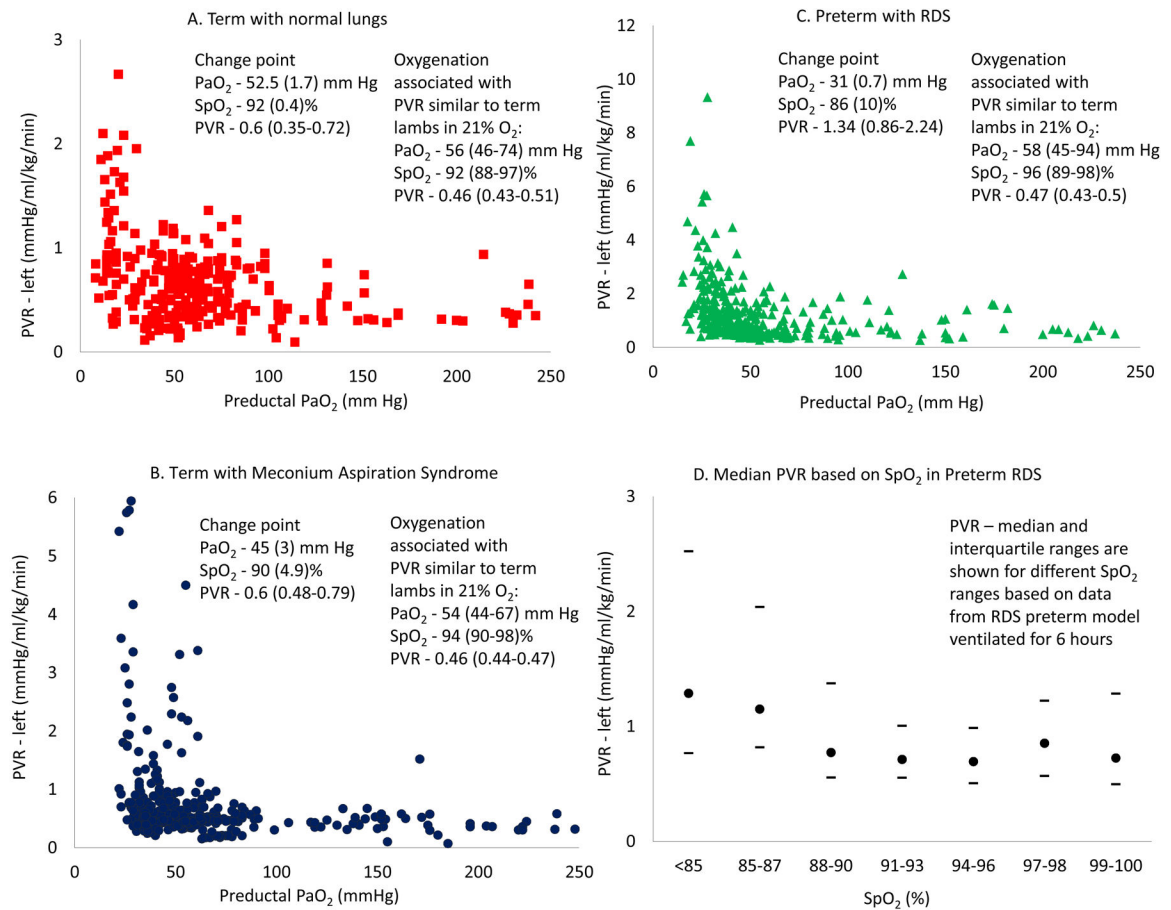 A. Term with normal lungs
PVR - left (mmHg/ml/kg/min)
3
2
1
0
Change point
PaO₂ - 52.5 (1.7) mm Hg
SpO₂ - 92 (0.4)%
PVR - 0.6 (0.35-0.72)
Oxygenation
associated with
PVR similar to term
lambs in 21% O₂:
PaO₂ - 56 (46-74) mm Hg
SpO₂ - 92 (88-97)%
PVR - 0.46 (0.43-0.51)
0 50 100 150 200 250
Preductal PaO₂ (mm Hg)
C. Preterm with RDS
PVR - left (mmHg/ml/kg/min)
12
10
8
6
4
2
0
Change point
PaO₂ - 31 (0.7) mm Hg
SpO₂ - 86 (10)%
PVR - 1.34 (0.86-2.24)
Oxygenation
associated with
PVR similar to term
lambs in 21% O₂:
PaO₂ - 58 (45-94) mm Hg
SpO₂ - 96 (89-98)%
PVR - 0.47 (0.43-0.5)
0 50 100 150 200 250
Preductal PaO₂ (mm Hg)
B. Term with Meconium Aspiration Syndrome
PVR - left (mmHg/ml/kg/min)
6
5
4
3
2
1
0
Change point
PaO₂ - 45 (3) mm Hg
SpO₂ - 90 (4.9)%
PVR - 0.6 (0.48-0.79)
Oxygenation
associated with
PVR similar to term
lambs in 21% O₂:
PaO₂ - 54 (44-67) mm Hg
SpO₂ - 94 (90-98)%
PVR - 0.46 (0.44-0.47)
0 50 100 150 200 250
Preductal PaO₂ (mmHg)
D. Median PVR based on SpO₂ in Preterm RDS
PVR - left (mmHg/ml/kg/min)
3
2
1
0
PVR – median and
interquartile ranges are
shown for different SpO₂
ranges based on data
from RDS preterm model
ventilated for 6 hours
<85 85-87 88-90 91-93 94-96 97-98 99-100
SpO₂ (%)